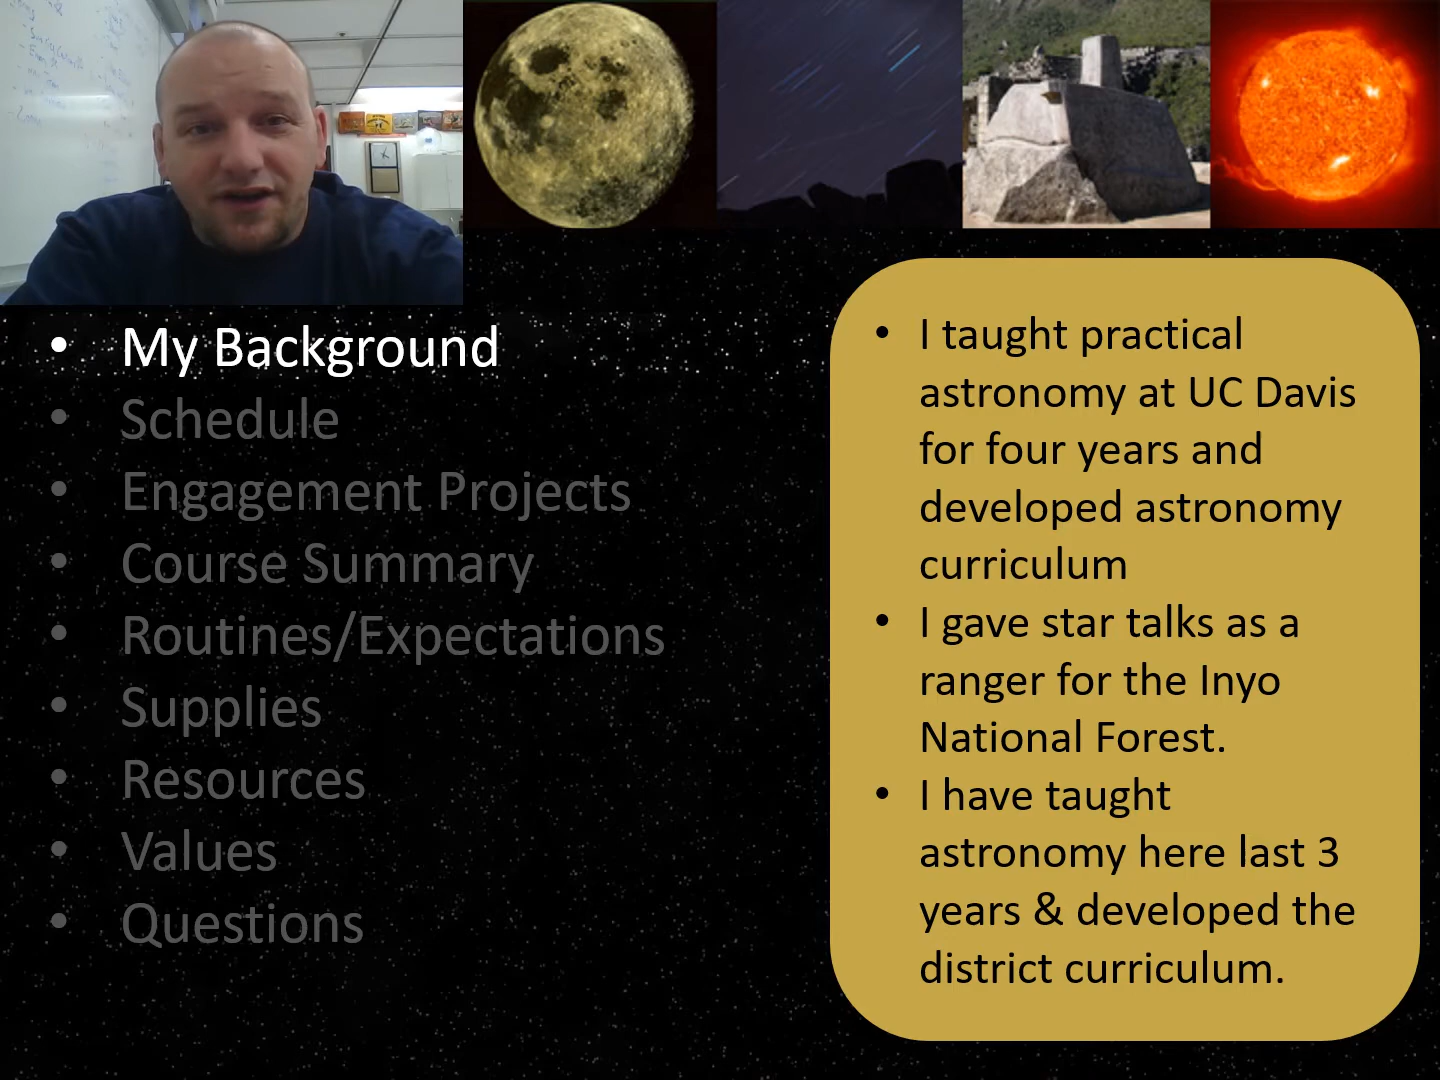 • My Background
• Schedule
• Engagement Projects
• Course Summary
• Routines/Expectations
• Supplies
• Resources
• Values
• Questions
• I taught practical
astronomy at UC Davis
for four years and
developed astronomy
curriculum
• I gave star talks as a
ranger for the Inyo
National Forest.
• I have taught
astronomy here last 3
years & developed the
district curriculum.